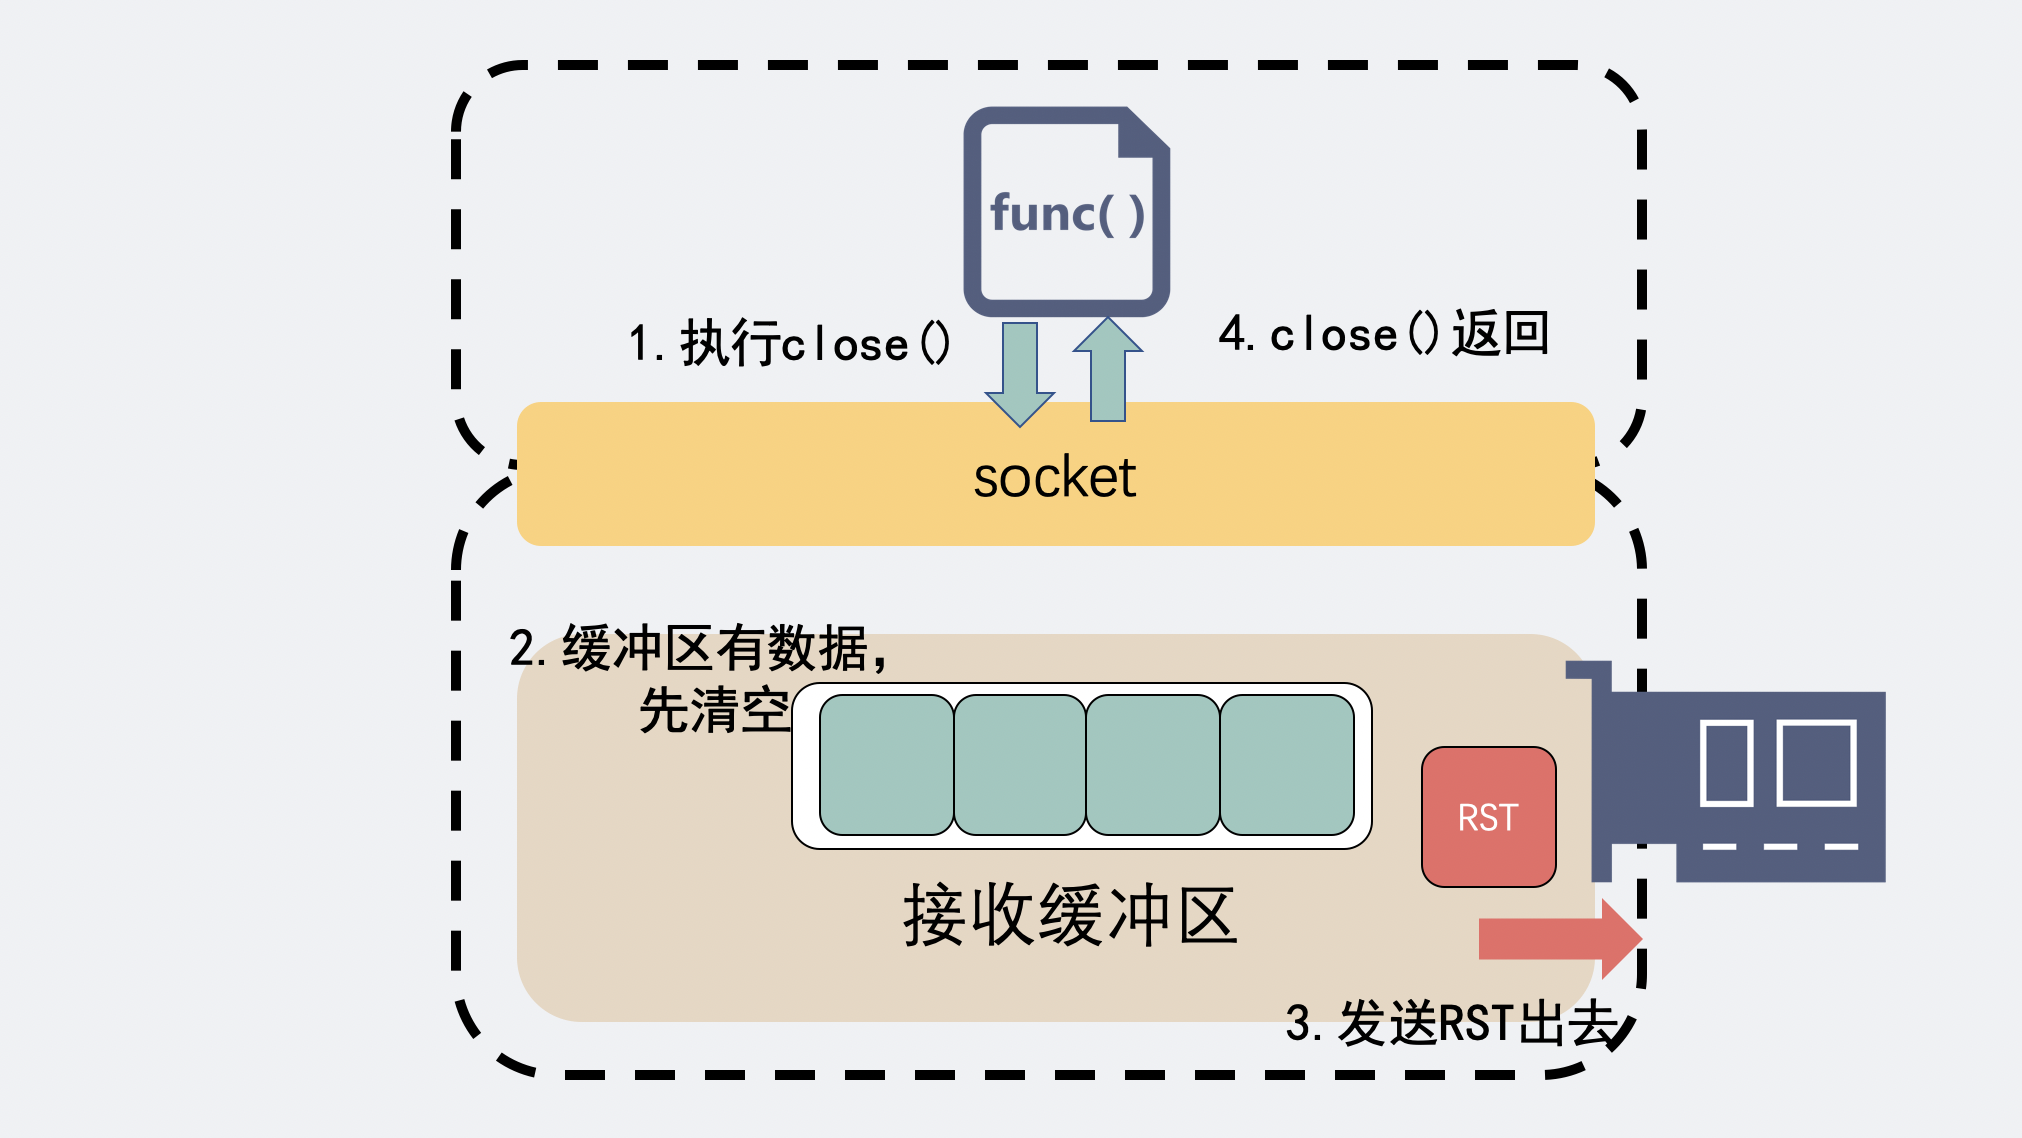 func()
1.执行close()
4.close()返回
socket
2.缓冲区有数据，
先清空
RST
接收缓冲区
3.发送RST出去